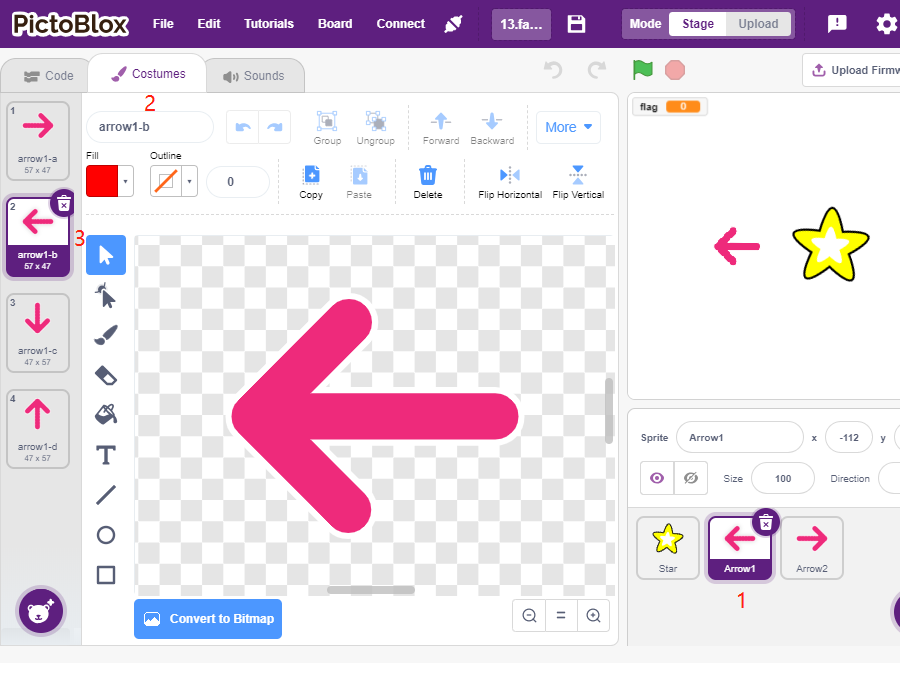 PictoBlox File Edit Tutorials Board Connect 13.fa... Mode Stage Upload
Code Costumes Sounds Upload Firmw
2
1
arrow1-a
57 x 47
2
arrow1-b
57 x 47
3
3
arrow1-c
47 x 57
4
arrow1-d
47 x 57
arrow1-b Group Ungroup Forward Backward More
Fill Outline
0 Copy Paste Delete Flip Horizontal Flip Vertical
T
Convert to Bitmap
flag 0
Sprite Arrow1 x -112 y
Size 100 Direction
Star Arrow1 Arrow2
1